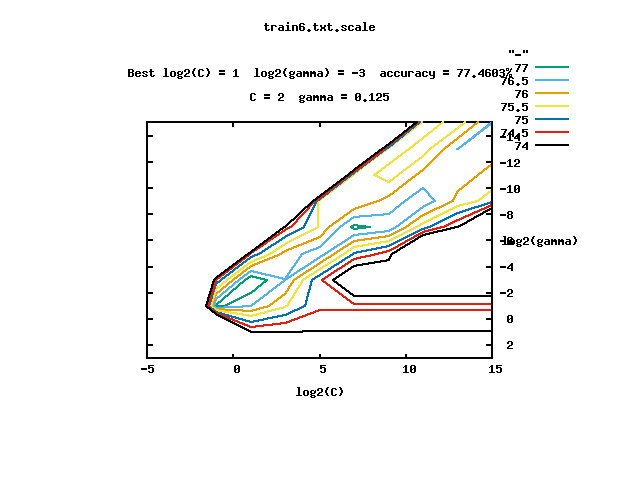 train6.txt.scale
"-"
Best log2(C) = 1  log2(gamma) = -3  accuracy = 77.4603%
77
76.5
C = 2  gamma = 0.125
76
75.5
75
74.5
74
-14
-12
-10
-8
-6
log2(gamma)
-4
-2
0
2
-5 0 5 10 15
log2(C)